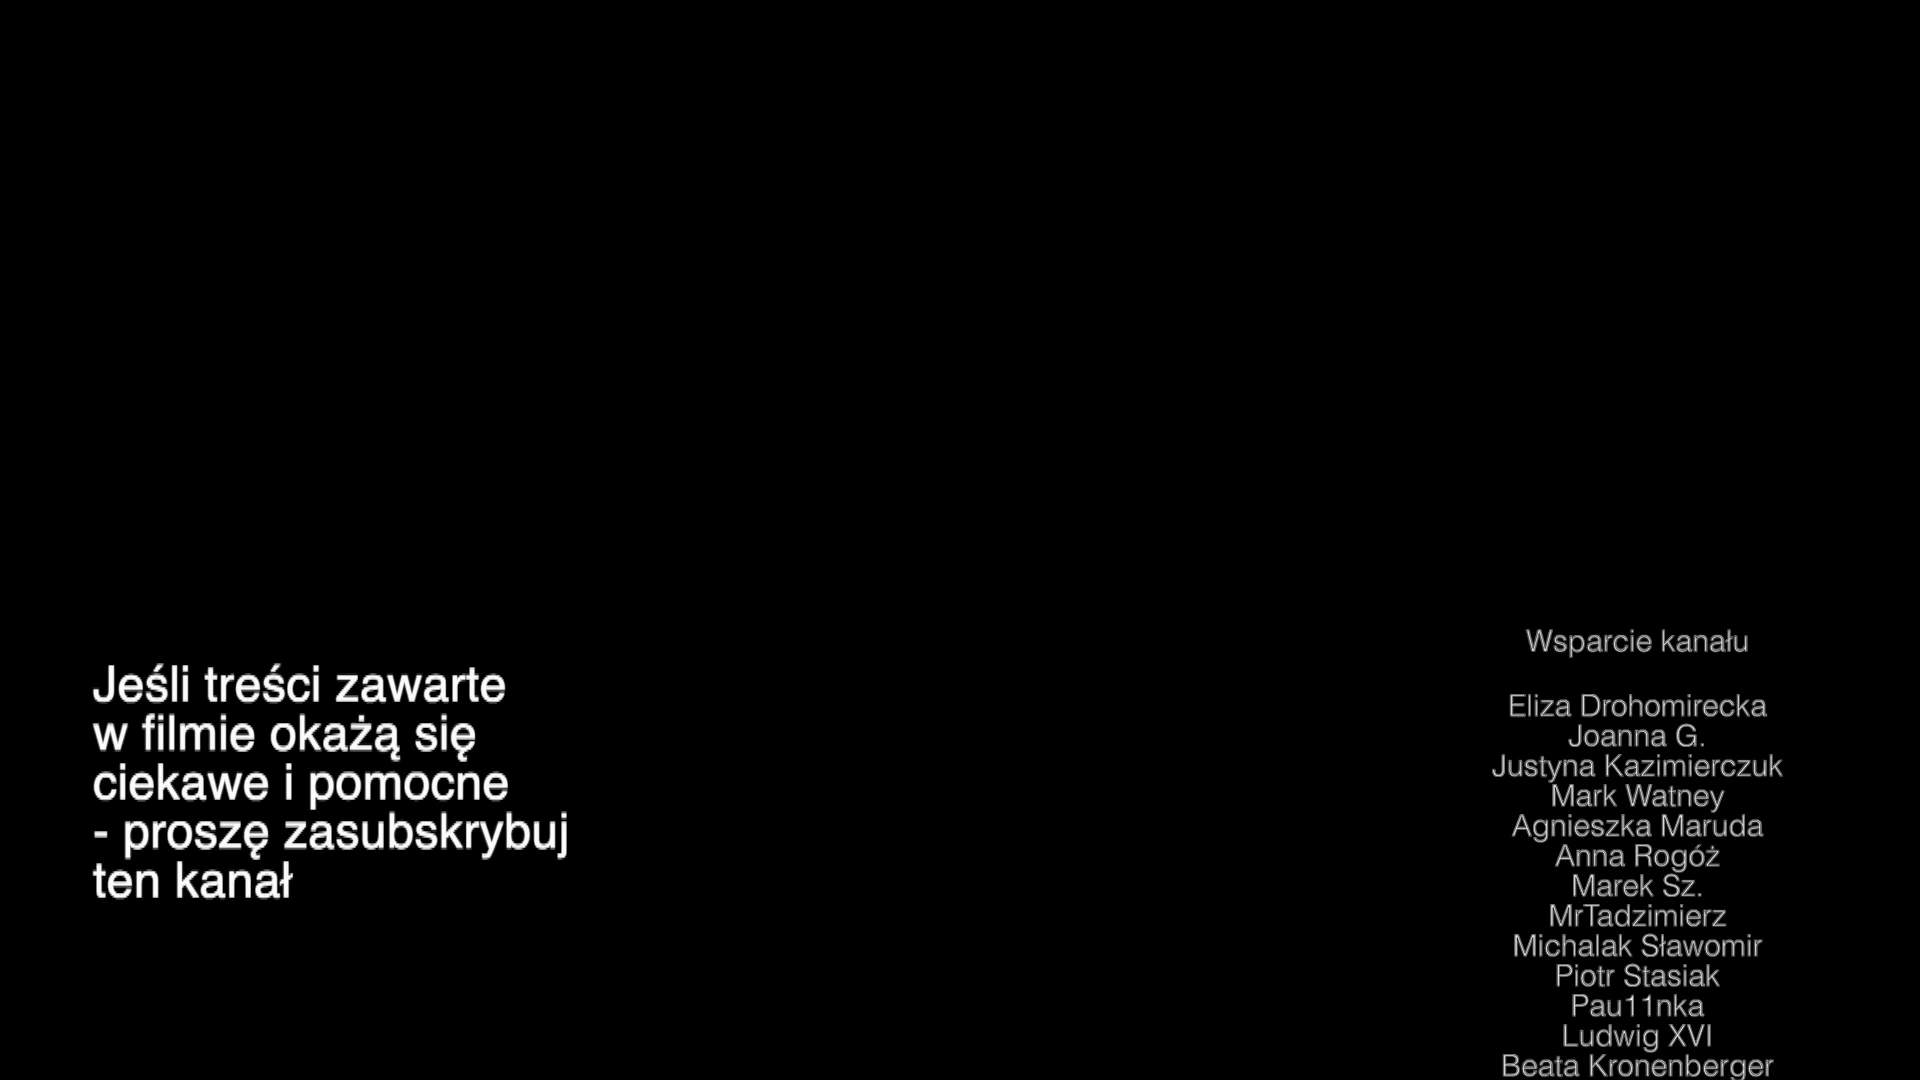 Jeśli treści zawarte
w filmie okażą się
ciekawe i pomocne
- proszę zasubskrybuj
ten kanał
Wsparcie kanału
Eliza Drohomirecka
Joanna G.
Justyna Kazimierczuk
Mark Watney
Agnieszka Maruda
Anna Rogóż
Marek Sz.
MrTadzimierz
Michalak Sławomir
Piotr Stasiak
Pau11nka
Ludwig XVI
Beata Kronenberger